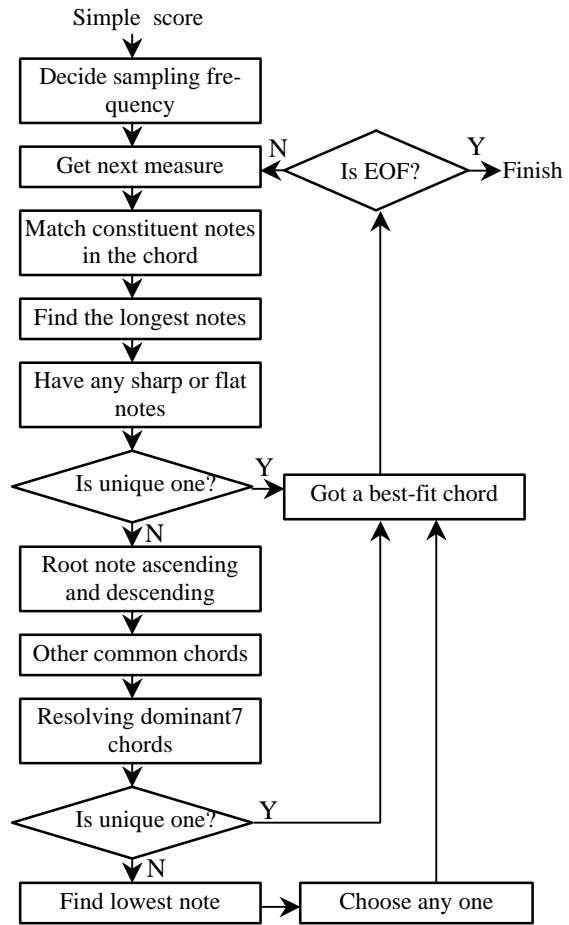 Simple score
Decide sampling fre-
quency
N
Y
Get next measure
Is EOF?
Finish
Match constituent notes
in the chord
Find the longest notes
Have any sharp or flat
notes
Is unique one?
Y
Got a best-fit chord
N
Root note ascending
and descending
Other common chords
Resolving dominant7
chords
Is unique one?
Y
N
Find lowest note
Choose any one